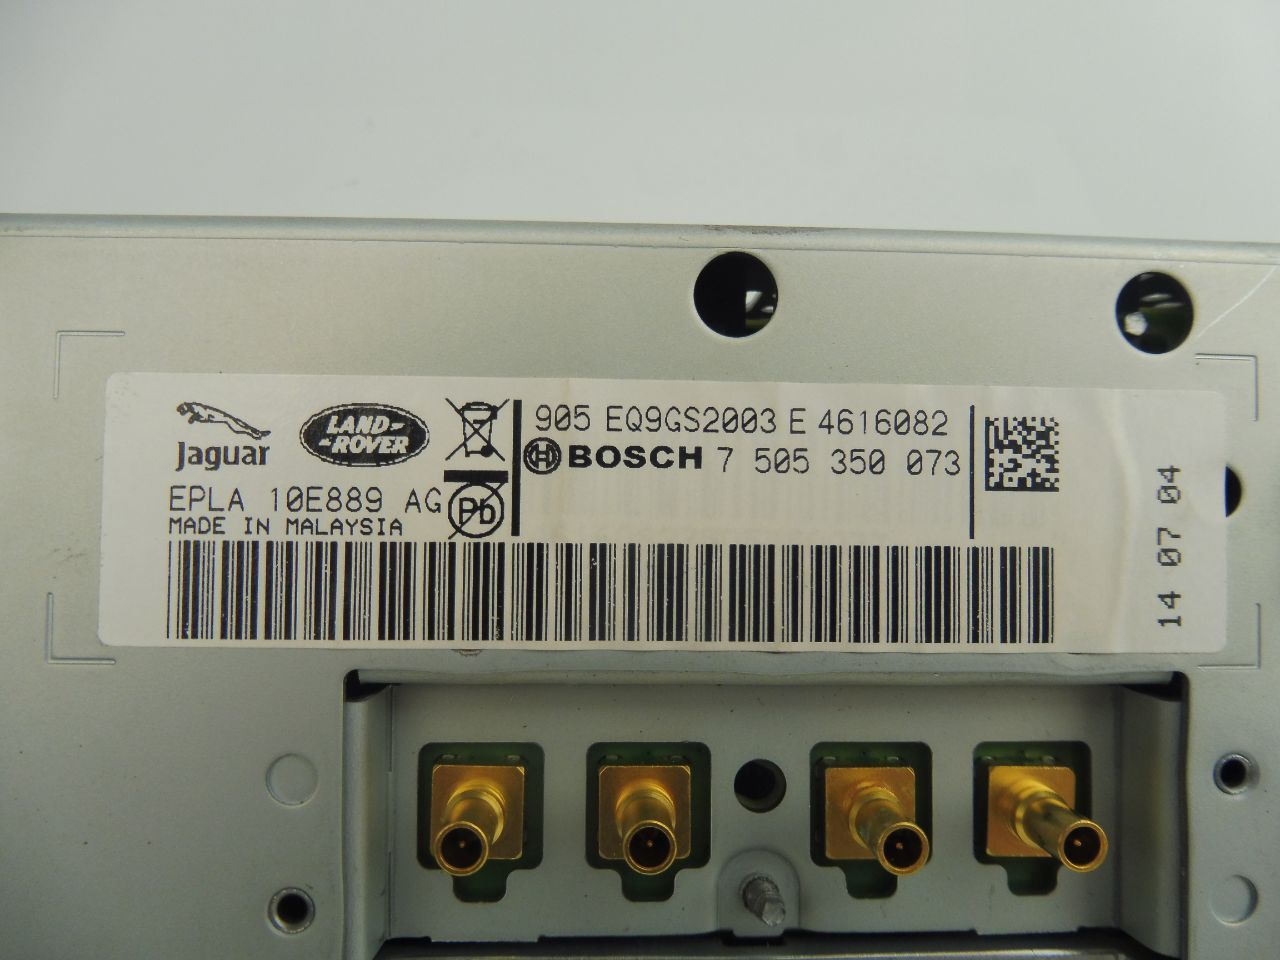 Jaguar
LAND-
-ROVER
EPLA 10E889 AG
Pb
MADE IN MALAYSIA
905 EQ9GS2003 E 4616082
BOSCH 7 505 350 073
14 07 04